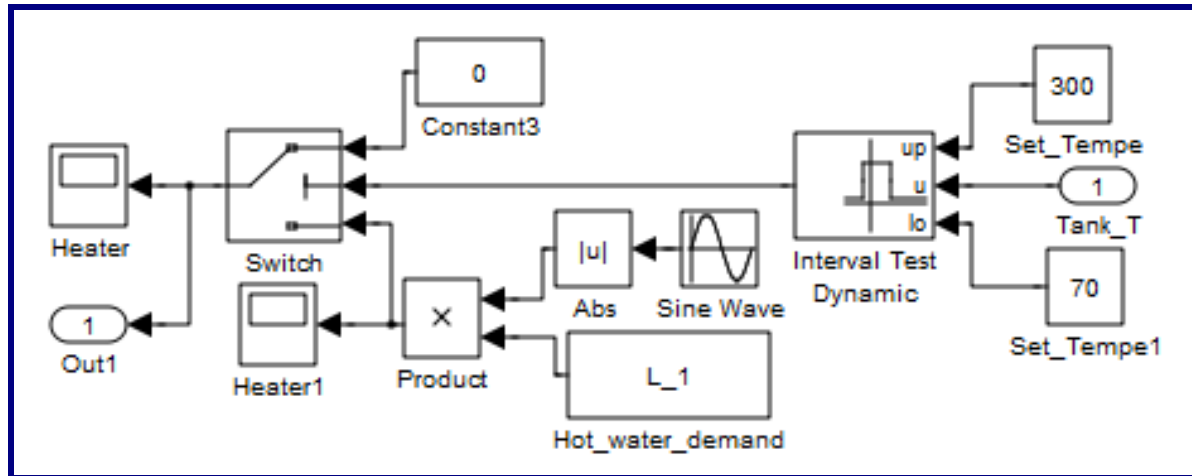 0
Constant3
300
Set_Tempe
up
u
lo
1
Tank_T
Interval Test
Dynamic
70
Set_Tempe1
Heater
Switch
|u|
Abs
Sine Wave
1
Out1
Heater1
×
Product
L_1
Hot_water_demand